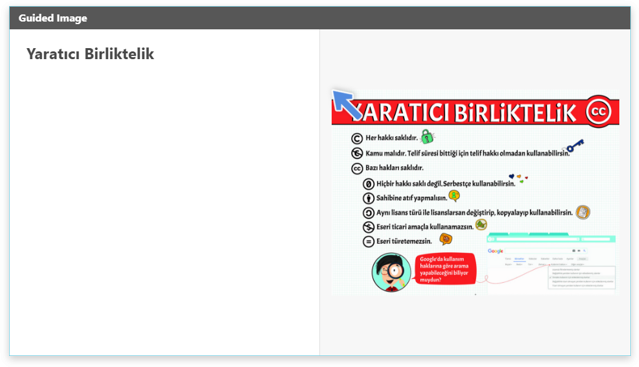 Guided Image
Yaratıcı Birliktelik
YARATICI BİRLİKTELİK
Her hakkı saklıdır.
Kamu malıdır. Telif süresi bittiği için telif hakkı olmadan kullanabilirsin.
Bazı hakları saklıdır.
Hiçbir hakkı saklı değil.Serbestçe kullanabilirsin.
Sahibine atıf yapmalısın.
Aynı lisans türü ile lisanslarsan değiştirip, kopyalayıp kullanabilirsin.
Eseri ticari amaçla kullanamazsın.
Eseri türetemezsin.
Google'da kullanım
haklarına göre arama
yapabileceğini biliyor
muydun?
Google